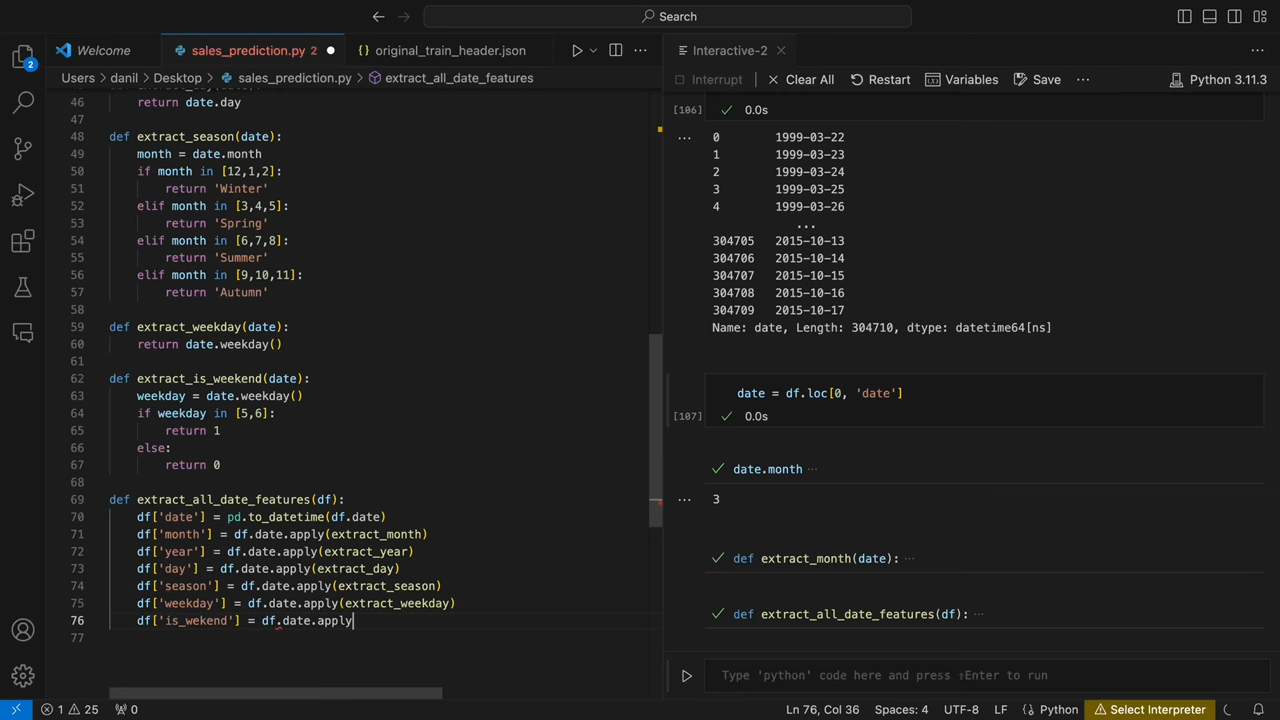 Search
Welcome
sales_prediction.py 2
original_train_header.json
Interactive-2
Users > danil > Desktop > sales_prediction.py > extract_all_date_features
Interrupt
Clear All
Restart
Variables
Save
Python 3.11.3
2
46 return date.day
47
48 def extract_season(date):
49 month = date.month
50 if month in [12,1,2]:
51 return 'Winter'
52 elif month in [3,4,5]:
53 return 'Spring'
54 elif month in [6,7,8]:
55 return 'Summer'
56 elif month in [9,10,11]:
57 return 'Autumn'
58
59 def extract_weekday(date):
60 return date.weekday()
61
62 def extract_is_weekend(date):
63 weekday = date.weekday()
64 if weekday in [5,6]:
65 return 1
66 else:
67 return 0
68
69 def extract_all_date_features(df):
70 df['date'] = pd.to_datetime(df.date)
71 df['month'] = df.date.apply(extract_month)
72 df['year'] = df.date.apply(extract_year)
73 df['day'] = df.date.apply(extract_day)
74 df['season'] = df.date.apply(extract_season)
75 df['weekday'] = df.date.apply(extract_weekday)
76 df['is_wekend'] = df.date.apply
77
[106] 0.0s
... 0 1999-03-22
1 1999-03-23
2 1999-03-24
3 1999-03-25
4 1999-03-26
...
304705 2015-10-13
304706 2015-10-14
304707 2015-10-15
304708 2015-10-16
304709 2015-10-17
Name: date, Length: 304710, dtype: datetime64[ns]
date = df.loc[0, 'date']
[107] 0.0s
date.month ...
... 3
def extract_month(date): ...
def extract_all_date_features(df): ...
Type 'python' code here and press ⇧Enter to run
1 25 0
Ln 76, Col 36
Spaces: 4
UTF-8
LF
{} Python
Select Interpreter